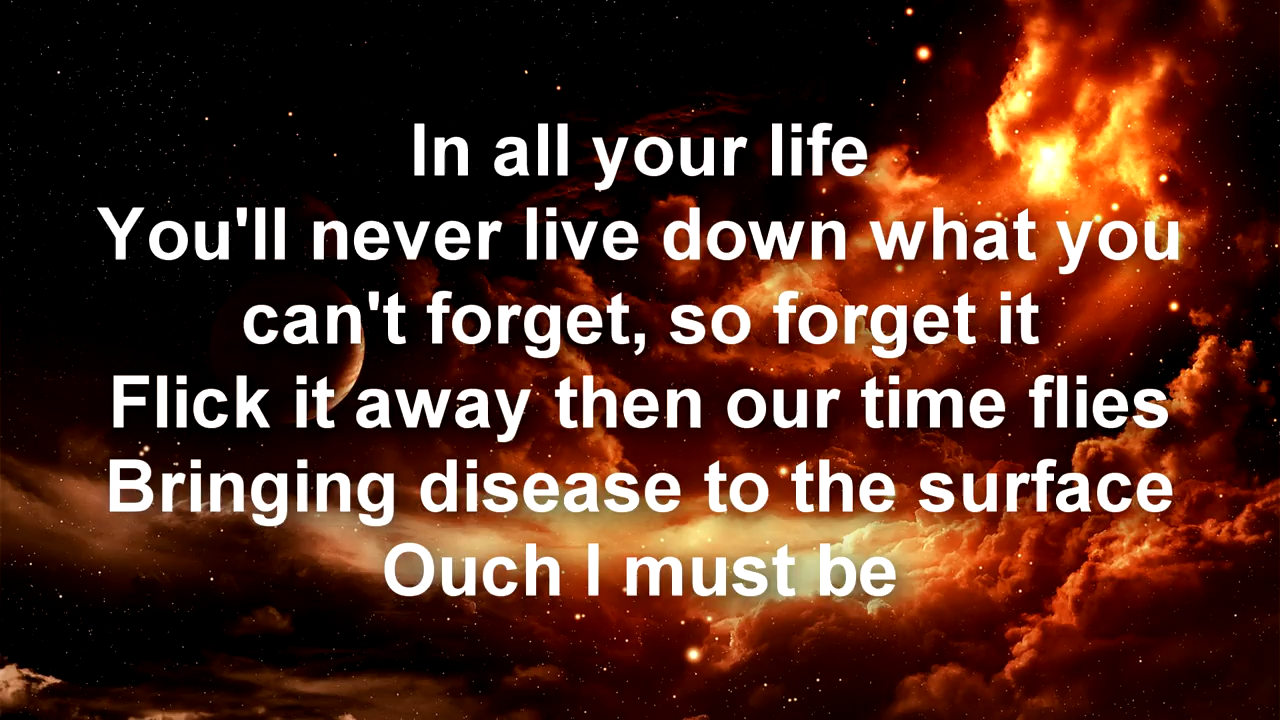 In all your life
You'll never live down what you
can't forget, so forget it
Flick it away then our time flies
Bringing disease to the surface
Ouch I must be